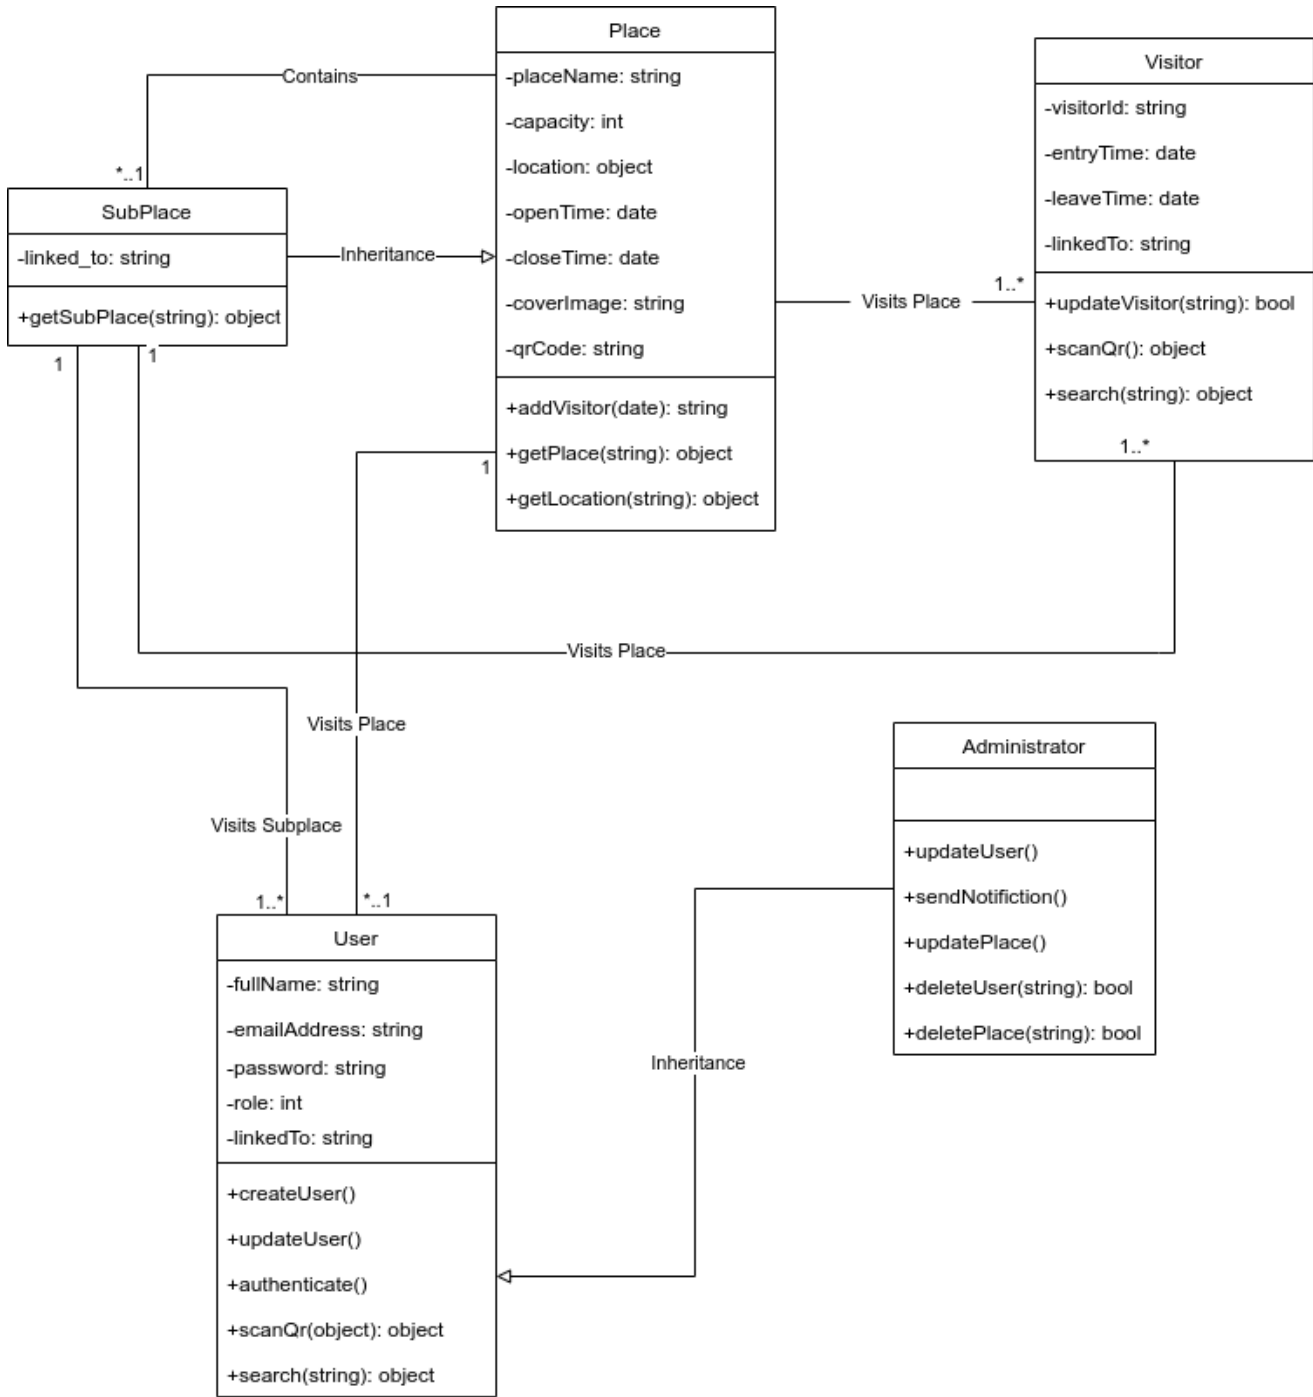 Place
-placeName: string
-capacity: int
-location: object
-openTime: date
-closeTime: date
-coverImage: string
-qrCode: string
+addVisitor(date): string
+getPlace(string): object
+getLocation(string): object
Contains
*..1
SubPlace
-linked_to: string
+getSubPlace(string): object
Inheritance
1
1
Visitor
-visitorId: string
-entryTime: date
-leaveTime: date
-linkedTo: string
+updateVisitor(string): bool
+scanQr(): object
+search(string): object
1..*
Visits Place
1..*
1
Visits Place
Visits Place
Visits Subplace
1..*
*..1
User
-fullName: string
-emailAddress: string
-password: string
-role: int
-linkedTo: string
+createUser()
+updateUser()
+authenticate()
+scanQr(object): object
+search(string): object
Administrator
+updateUser()
+sendNotifiction()
+updatePlace()
+deleteUser(string): bool
+deletePlace(string): bool
Inheritance